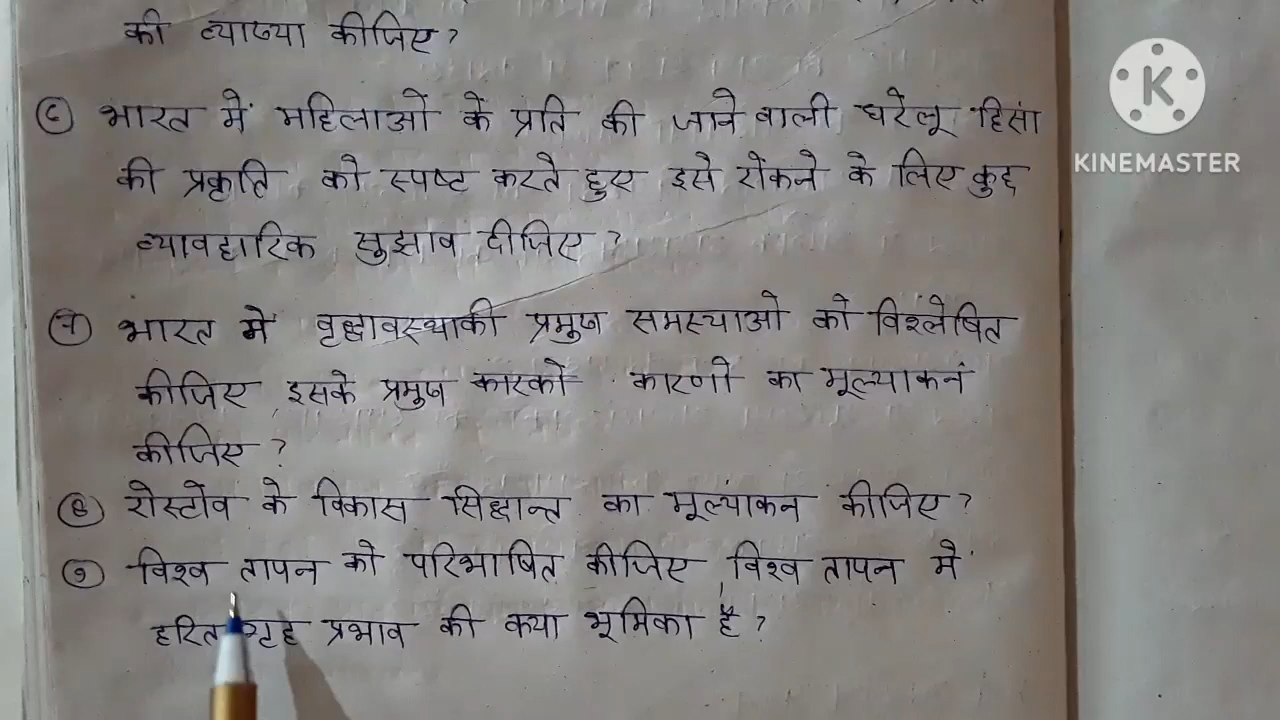 की व्याख्या कीजिए?
⑥ भारत में महिलाओं के प्रति की जाने वाली घरेलू हिसां
की प्रकृति को स्पष्ट करते हुए इसे रोंकने के लिए कुछ
व्यावहारिक सुझाव दीजिए?
⑦ भारत में वृद्धावस्थाकी प्रमुख समस्याओ को विश्लेषित
कीजिए, इसके प्रमुख कारको कारणो का मूल्याकनं
कीजिए?
⑧ रोस्टोव के विकास सिद्धान्त का मूल्यांकन कीजिए?
⑨ विश्व तापन को परिभाषित कीजिए, विश्व तापन में
हरित गृह प्रभाव की क्या भूमिका है?
K
KINEMASTER